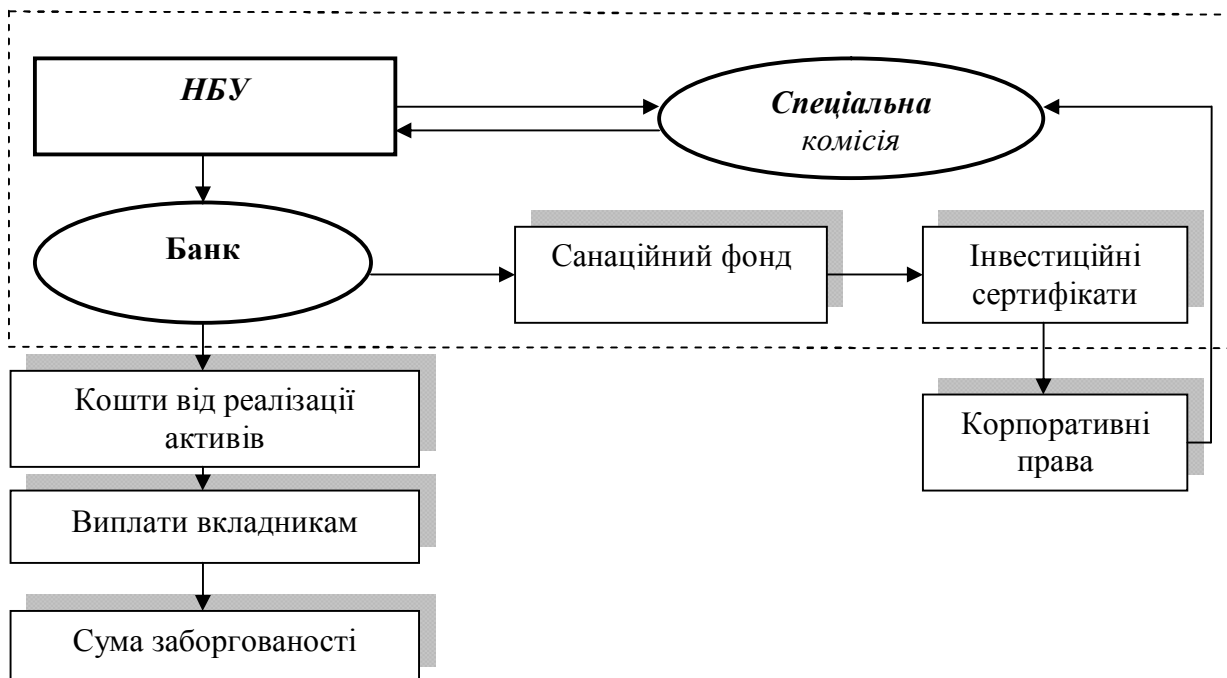 НБУ
Спеціальна
комісія
Банк
Санаційний фонд
Інвестиційні
сертифікати
Кошти від реалізації
активів
Корпоративні
права
Виплати вкладникам
Сума заборгованості